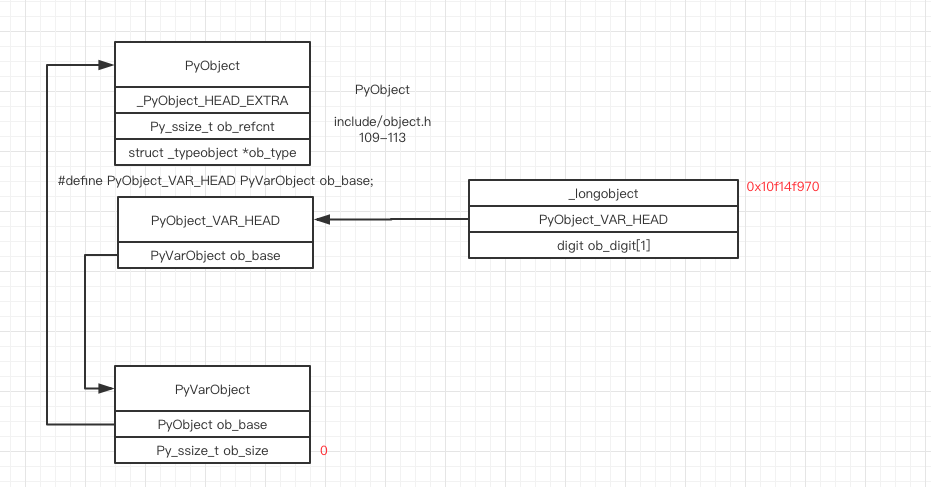 PyObject
_PyObject_HEAD_EXTRA
Py_ssize_t ob_refcnt
struct _typeobject *ob_type
PyObject
include/object.h
109-113
#define PyObject_VAR_HEAD PyVarObject ob_base;
PyObject_VAR_HEAD
PyVarObject ob_base
_longobject
PyObject_VAR_HEAD
digit ob_digit[1]
0x10f14f970
PyVarObject
PyObject ob_base
Py_ssize_t ob_size
0